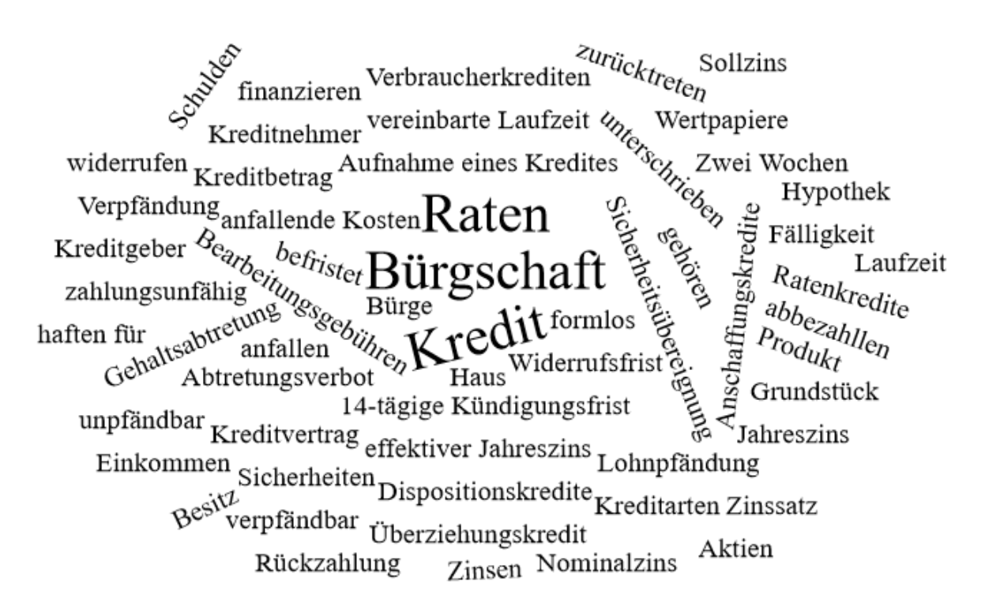 Schulden
finanzieren
Verbraucherkrediten
zurücktreten
Sollzins
Kreditnehmer
vereinbarte Laufzeit
unterschrieben
Wertpapiere
widerrufen
Kreditbetrag
Aufnahme eines Kredites
Zwei Wochen
Hypothek
Verpfändung
anfallende Kosten
Raten
Sicherheitsübereignung
gehören
Anschaffungskredite
Fälligkeit
Kreditgeber
Bearbeitungsgebühren
befristet
Bürgschaft
Laufzeit
Ratenkredite
zahlungsunfähig
Bürge
Kredit
formlos
abbezahllen
haften für
Gehaltsabtretung
anfallen
Widerrufsfrist
Produkt
Abtretungsverbot
Haus
Grundstück
14-tägige Kündigungsfrist
unpfändbar
Kreditvertrag
effektiver Jahreszins
Jahreszins
Einkommen
Sicherheiten
Lohnpfändung
Besitz
Dispositionskredite
Kreditarten Zinssatz
verpfändbar
Überziehungskredit
Aktien
Rückzahlung
Zinsen
Nominalzins